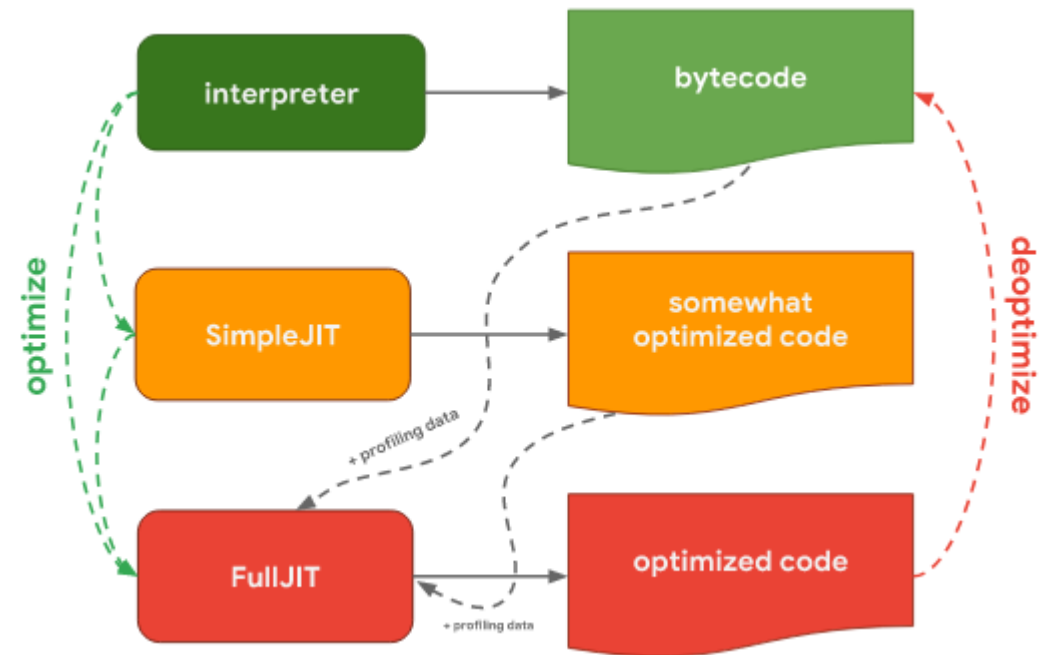 interpreter
bytecode
optimize
SimpleJIT
somewhat
optimized code
deoptimize
+ profiling data
FullJIT
optimized code
+ profiling data